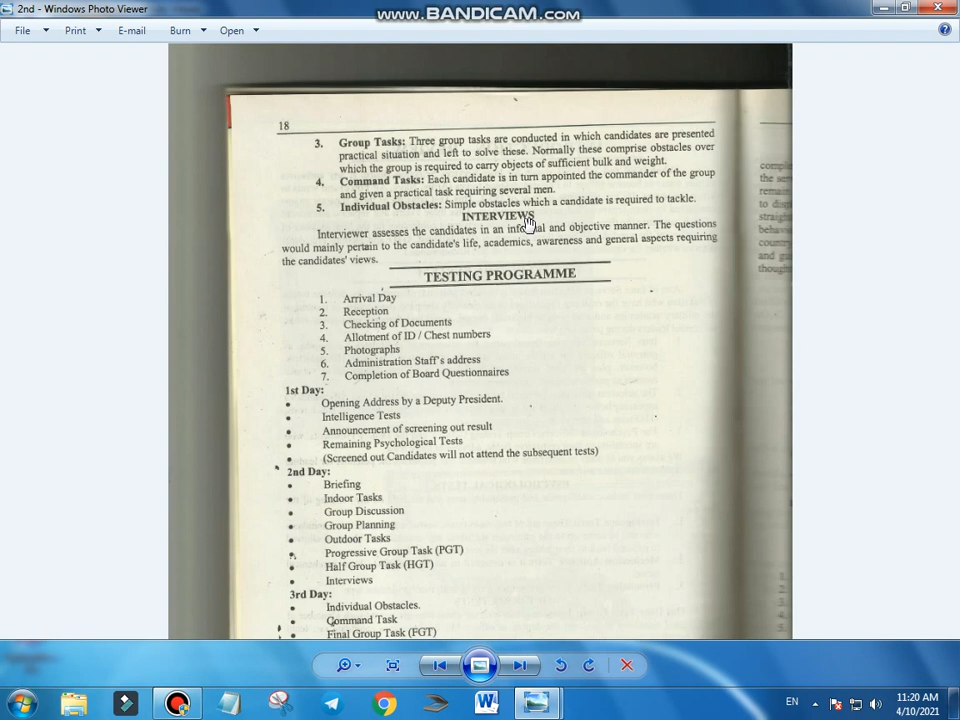 2nd - Windows Photo Viewer
www.BANDICAM.com
File Print E-mail Burn Open
18
3. Group Tasks: Three group tasks are conducted in which candidates are presented
practical situation and left to solve these. Normally these comprise obstacles over
which the group is required to carry objects of sufficient bulk and weight.
4. Command Tasks: Each candidate is in turn appointed the commander of the group
and given a practical task requiring several men.
5. Individual Obstacles: Simple obstacles which a candidate is required to tackle.
INTERVIEWS
Interviewer assesses the candidates in an informal and objective manner. The questions
would mainly pertain to the candidate's life, academics, awareness and general aspects requiring
the candidates' views.
TESTING PROGRAMME
1. Arrival Day
2. Reception
3. Checking of Documents
4. Allotment of ID / Chest numbers
5. Photographs
6. Administration Staff's address
7. Completion of Board Questionnaires
1st Day:
• Opening Address by a Deputy President.
• Intelligence Tests
• Announcement of screening out result
• Remaining Psychological Tests
• (Screened out Candidates will not attend the subsequent tests)
2nd Day:
• Briefing
• Indoor Tasks
• Group Discussion
• Group Planning
• Outdoor Tasks
• Progressive Group Task (PGT)
• Half Group Task (HGT)
• Interviews
3rd Day:
• Individual Obstacles.
• Command Task
• Final Group Task (FGT)
EN
11:20 AM
4/10/2021